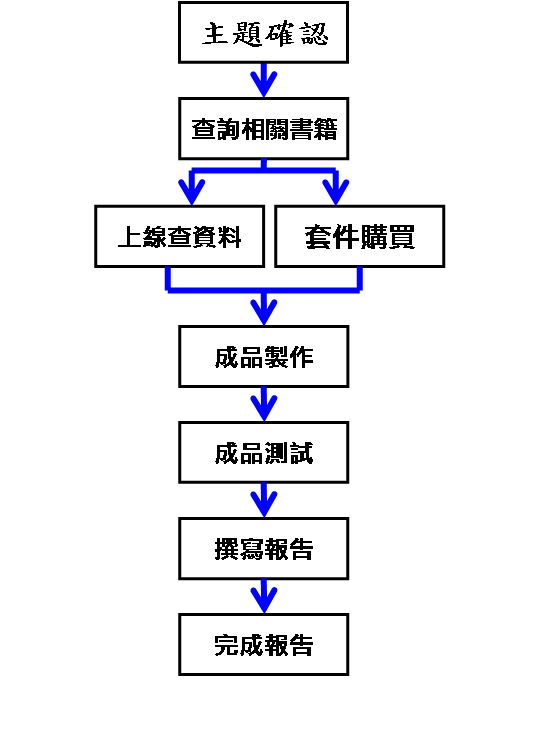 主題確認
查詢相關書籍
上線查資料
套件購買
成品製作
成品測試
撰寫報告
完成報告